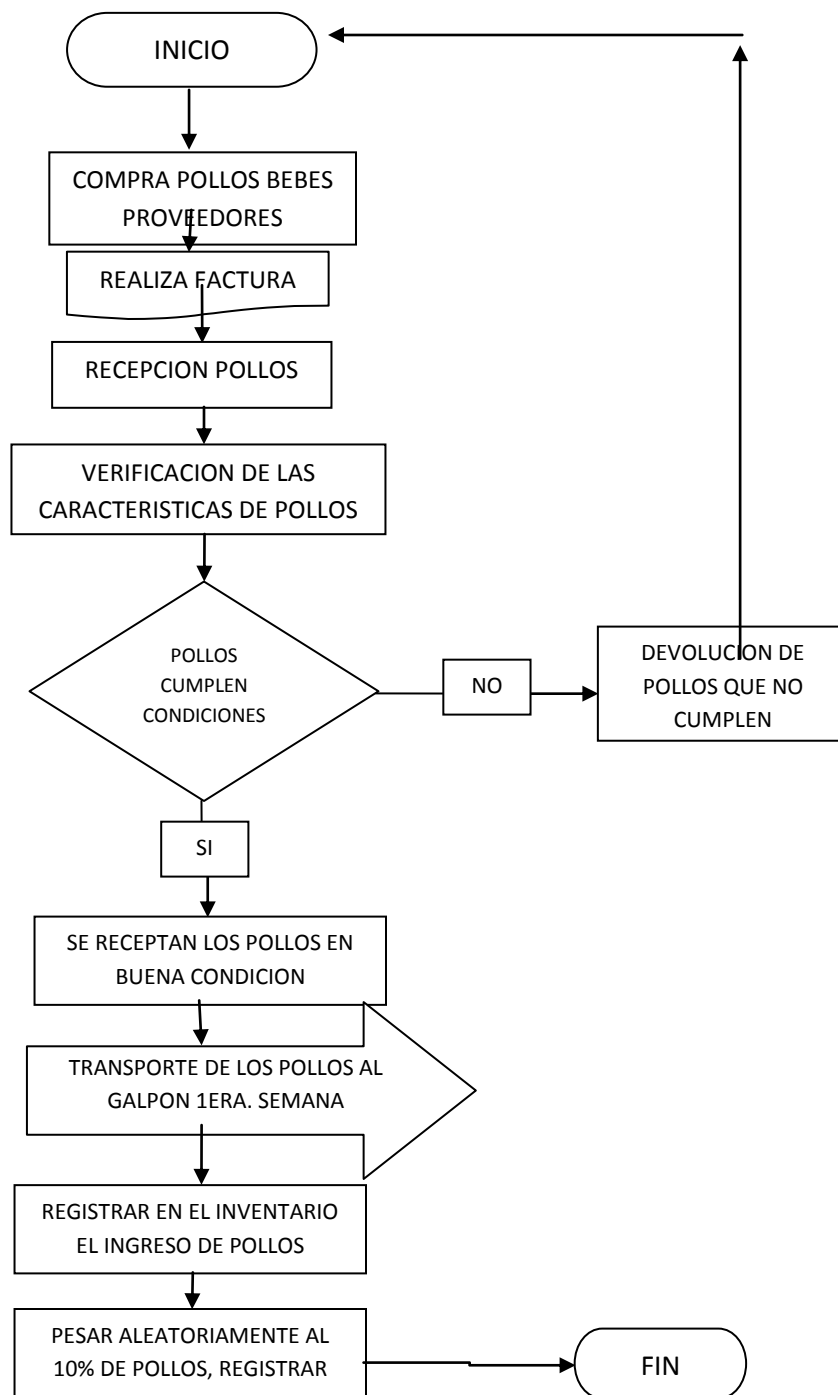 INICIO
COMPRA POLLOS BEBES
PROVEEDORES
REALIZA FACTURA
RECEPCION POLLOS
VERIFICACION DE LAS
CARACTERISTICAS DE POLLOS
POLLOS
CUMPLEN
CONDICIONES
NO
DEVOLUCION DE
POLLOS QUE NO
CUMPLEN
SI
SE RECEPTAN LOS POLLOS EN
BUENA CONDICION
TRANSPORTE DE LOS POLLOS AL
GALPON 1ERA. SEMANA
REGISTRAR EN EL INVENTARIO
EL INGRESO DE POLLOS
PESAR ALEATORIAMENTE AL
10% DE POLLOS, REGISTRAR
FIN